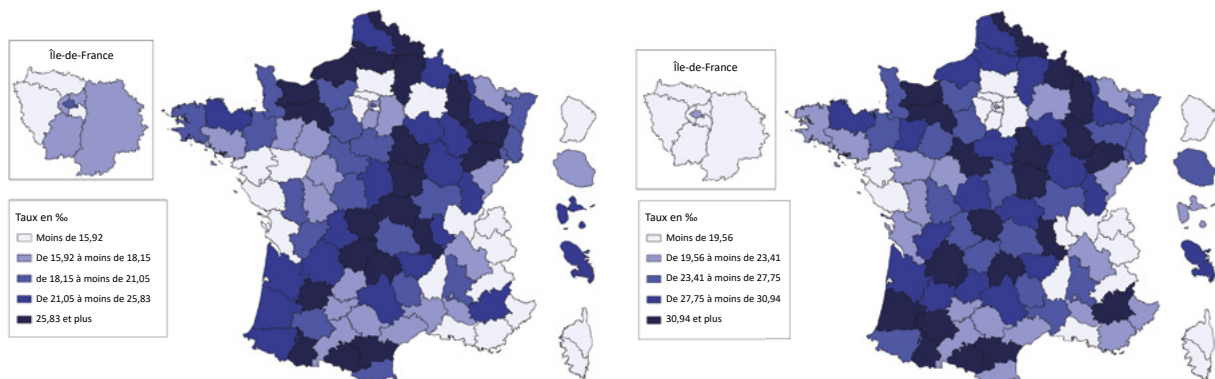 Île-de-France
Taux en ‰
Moins de 15,92
De 15,92 à moins de 18,15
de 18,15 à moins de 21,05
De 21,05 à moins de 25,83
25,83 et plus
Île-de-France
Taux en ‰
Moins de 19,56
De 19,56 à moins de 23,41
De 23,41 à moins de 27,75
De 27,75 à moins de 30,94
30,94 et plus